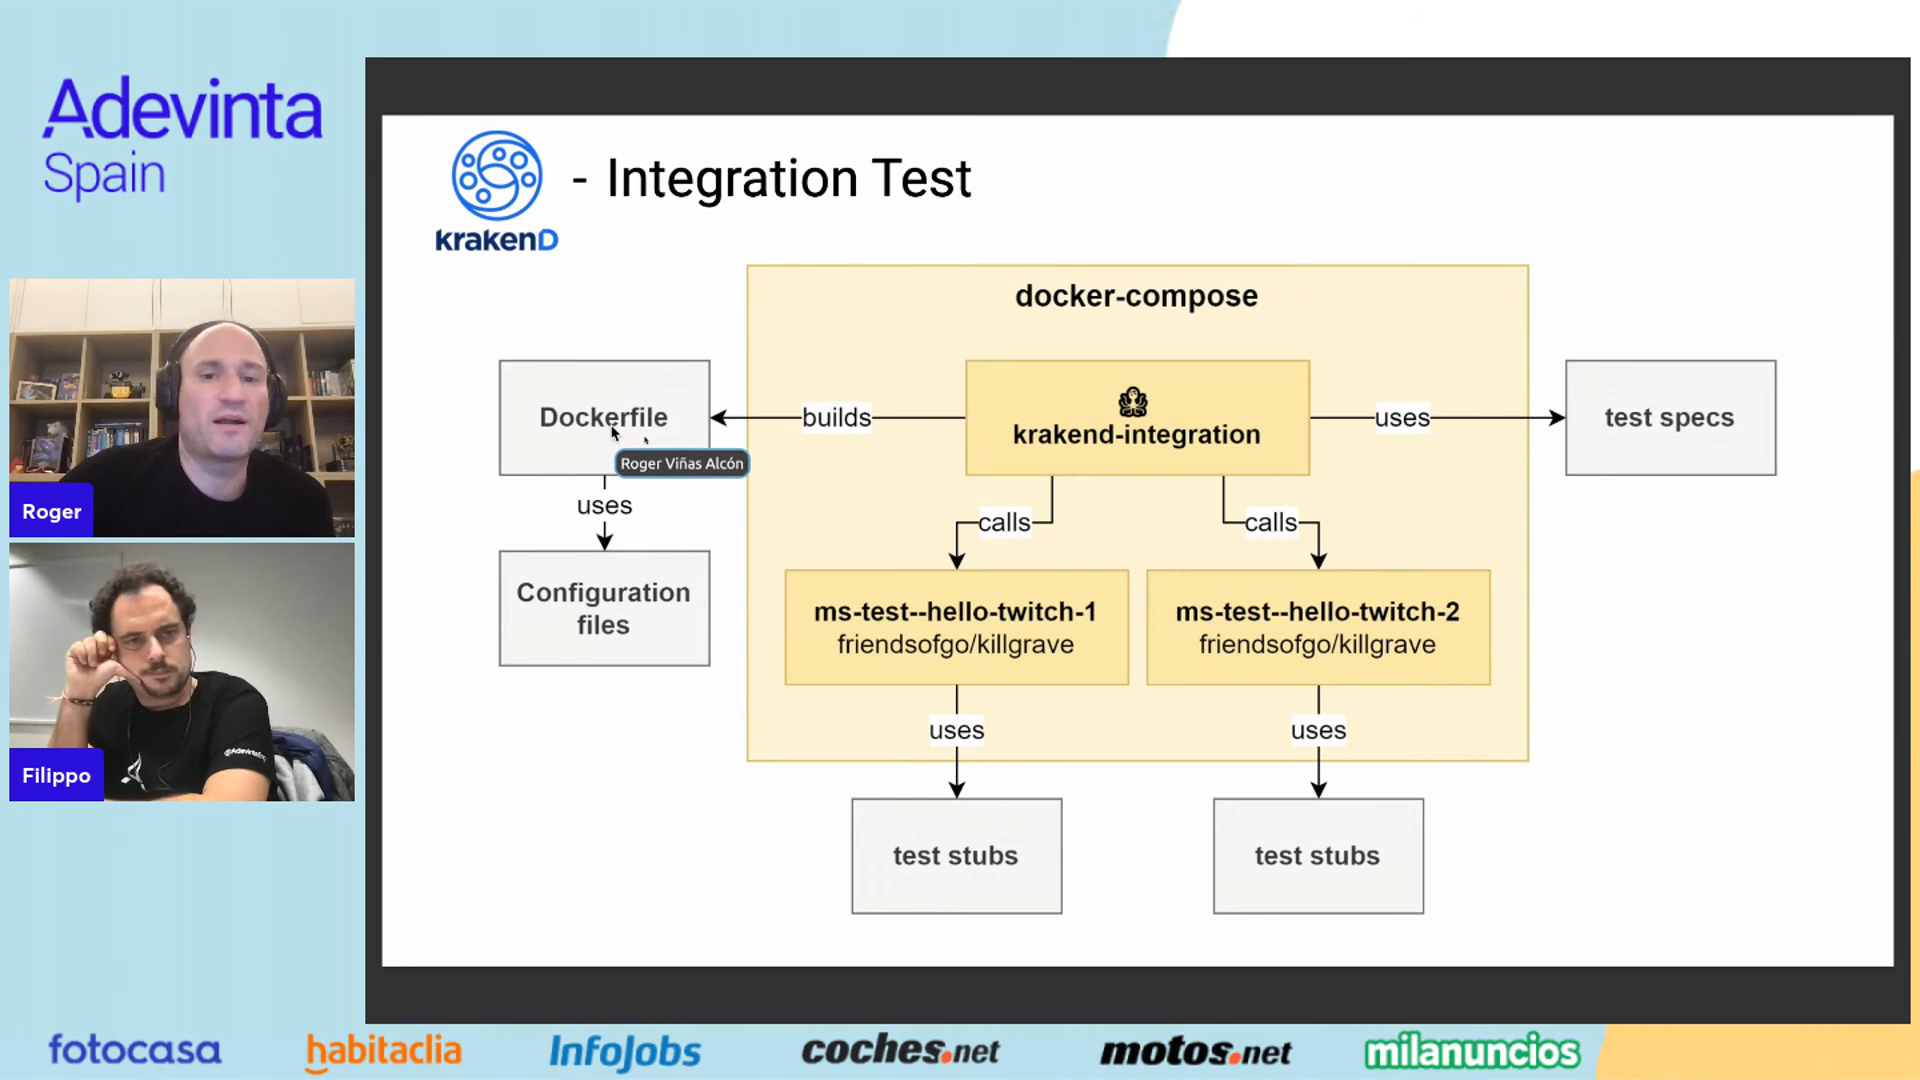 Adevinta
Spain
krakenD
- Integration Test
docker-compose
Dockerfile
builds
krakend-integration
uses
test specs
Roger Viñas Alcón
uses
calls
calls
Configuration
files
ms-test--hello-twitch-1
friendsofgo/killgrave
ms-test--hello-twitch-2
friendsofgo/killgrave
uses
uses
test stubs
test stubs
Roger
Filippo
fotocasa
habitaclia
InfoJobs
coches.net
motos.net
milanuncios